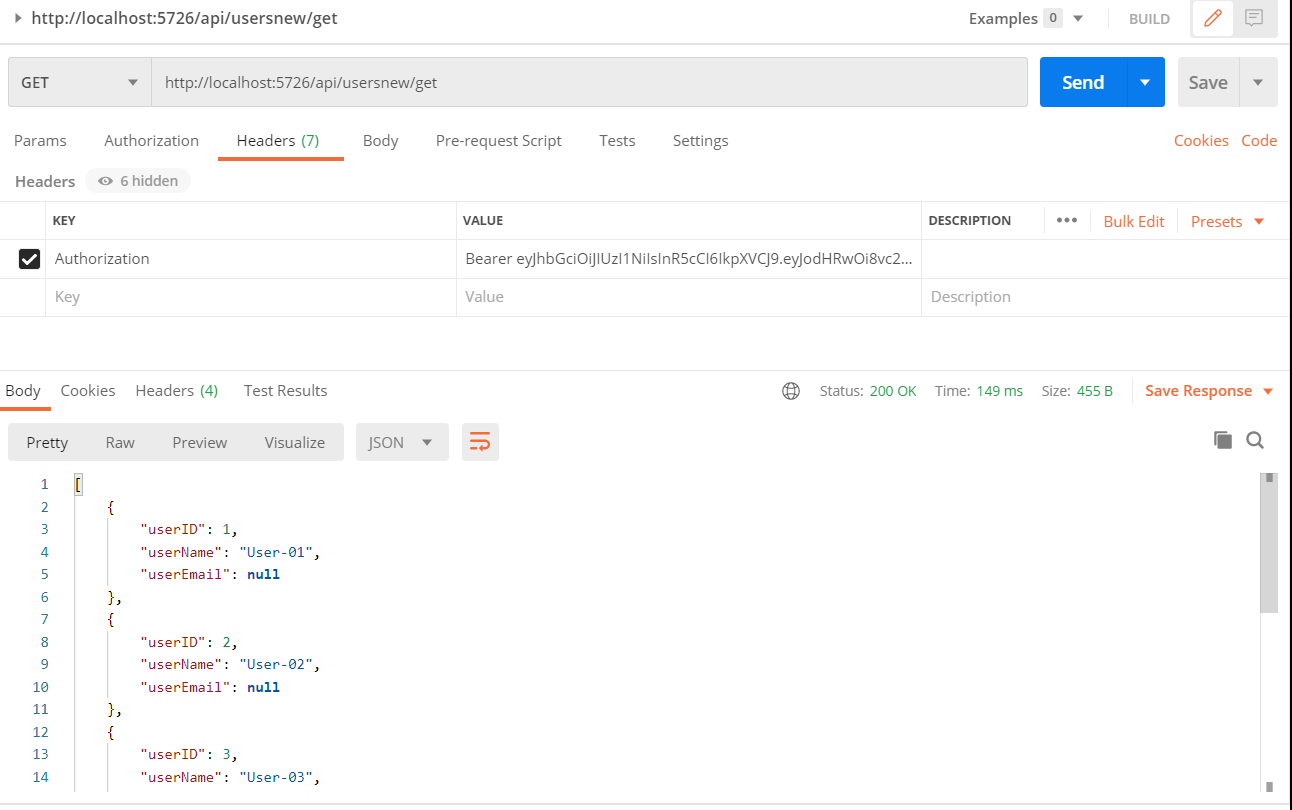 http://localhost:5726/api/usersnew/get Examples 0 BUILD
GET http://localhost:5726/api/usersnew/get Send Save
Params Authorization Headers (7) Body Pre-request Script Tests Settings Cookies Code
Headers 6 hidden
KEY VALUE DESCRIPTION ••• Bulk Edit Presets
Authorization Bearer eyJhbGciOiJIUzI1NiIsInR5cCI6IkpXVCJ9.eyJodHRwOi8vc2...
Key Value Description
Body Cookies Headers (4) Test Results Status: 200 OK Time: 149 ms Size: 455 B Save Response
Pretty Raw Preview Visualize JSON
1 [
2 {
3 "userID": 1,
4 "userName": "User-01",
5 "userEmail": null
6 },
7 {
8 "userID": 2,
9 "userName": "User-02",
10 "userEmail": null
11 },
12 {
13 "userID": 3,
14 "userName": "User-03",